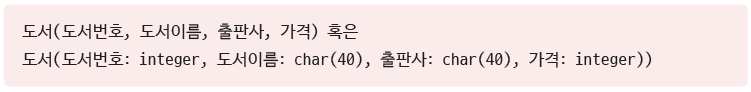 도서(도서번호, 도서이름, 출판사, 가격) 혹은
도서(도서번호: integer, 도서이름: char(40), 출판사: char(40), 가격: integer))